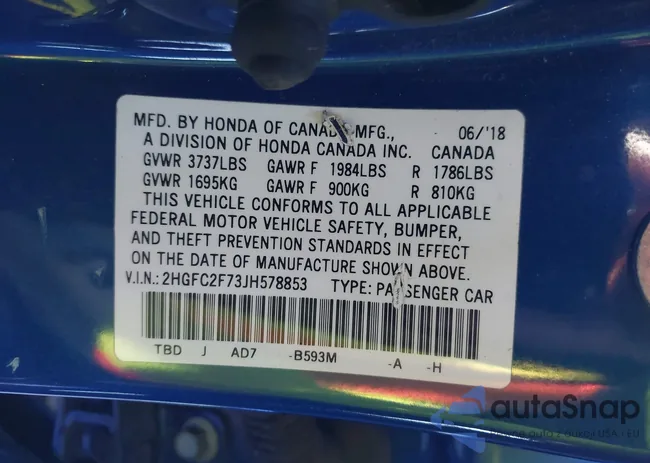 MFD. BY HONDA OF CANADA MFG., 06/'18
A DIVISION OF HONDA CANADA INC. CANADA
GVWR 3737LBS GAWR F 1984LBS R 1786LBS
GVWR 1695KG GAWR F 900KG R 810KG
THIS VEHICLE CONFORMS TO ALL APPLICABLE
FEDERAL MOTOR VEHICLE SAFETY, BUMPER,
AND THEFT PREVENTION STANDARDS IN EFFECT
ON THE DATE OF MANUFACTURE SHOWN ABOVE.
V.I.N.: 2HGFC2F73JH578853 TYPE: PASSENGER CAR
TBD J AD7 -B593M -A -H
autaSnap